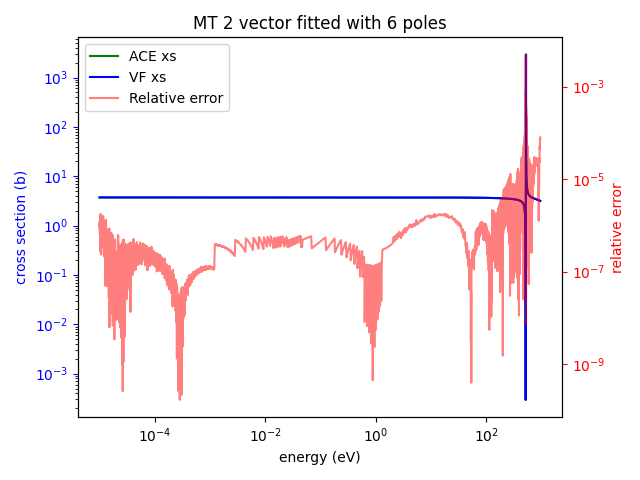 MT 2 vector fitted with 6 poles
ACE xs
VF xs
Relative error
cross section (b)
10³
10²
10¹
10⁰
10⁻¹
10⁻²
10⁻³
10⁻³
10⁻⁵
10⁻⁷
10⁻⁹
relative error
10⁻⁴
10⁻²
10⁰
10²
energy (eV)